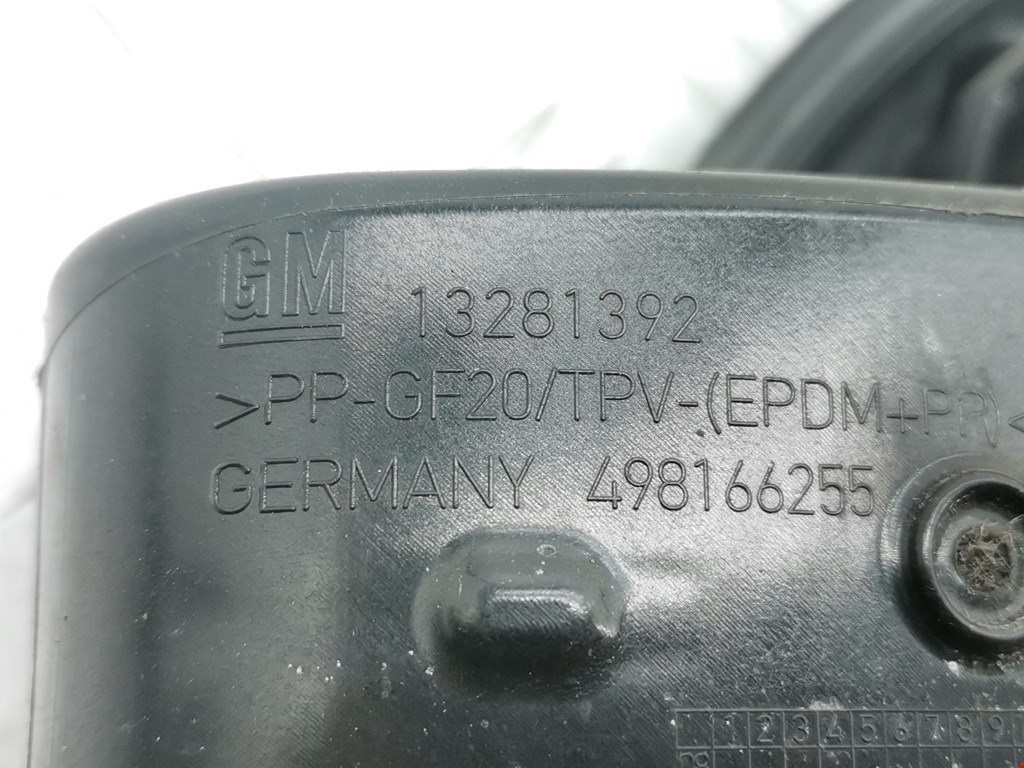 GM 13281392
>PP-GF20/TPV-(EPDM+PP)<
GERMANY 498166255
1 2 3 4 5 6 7 8 9